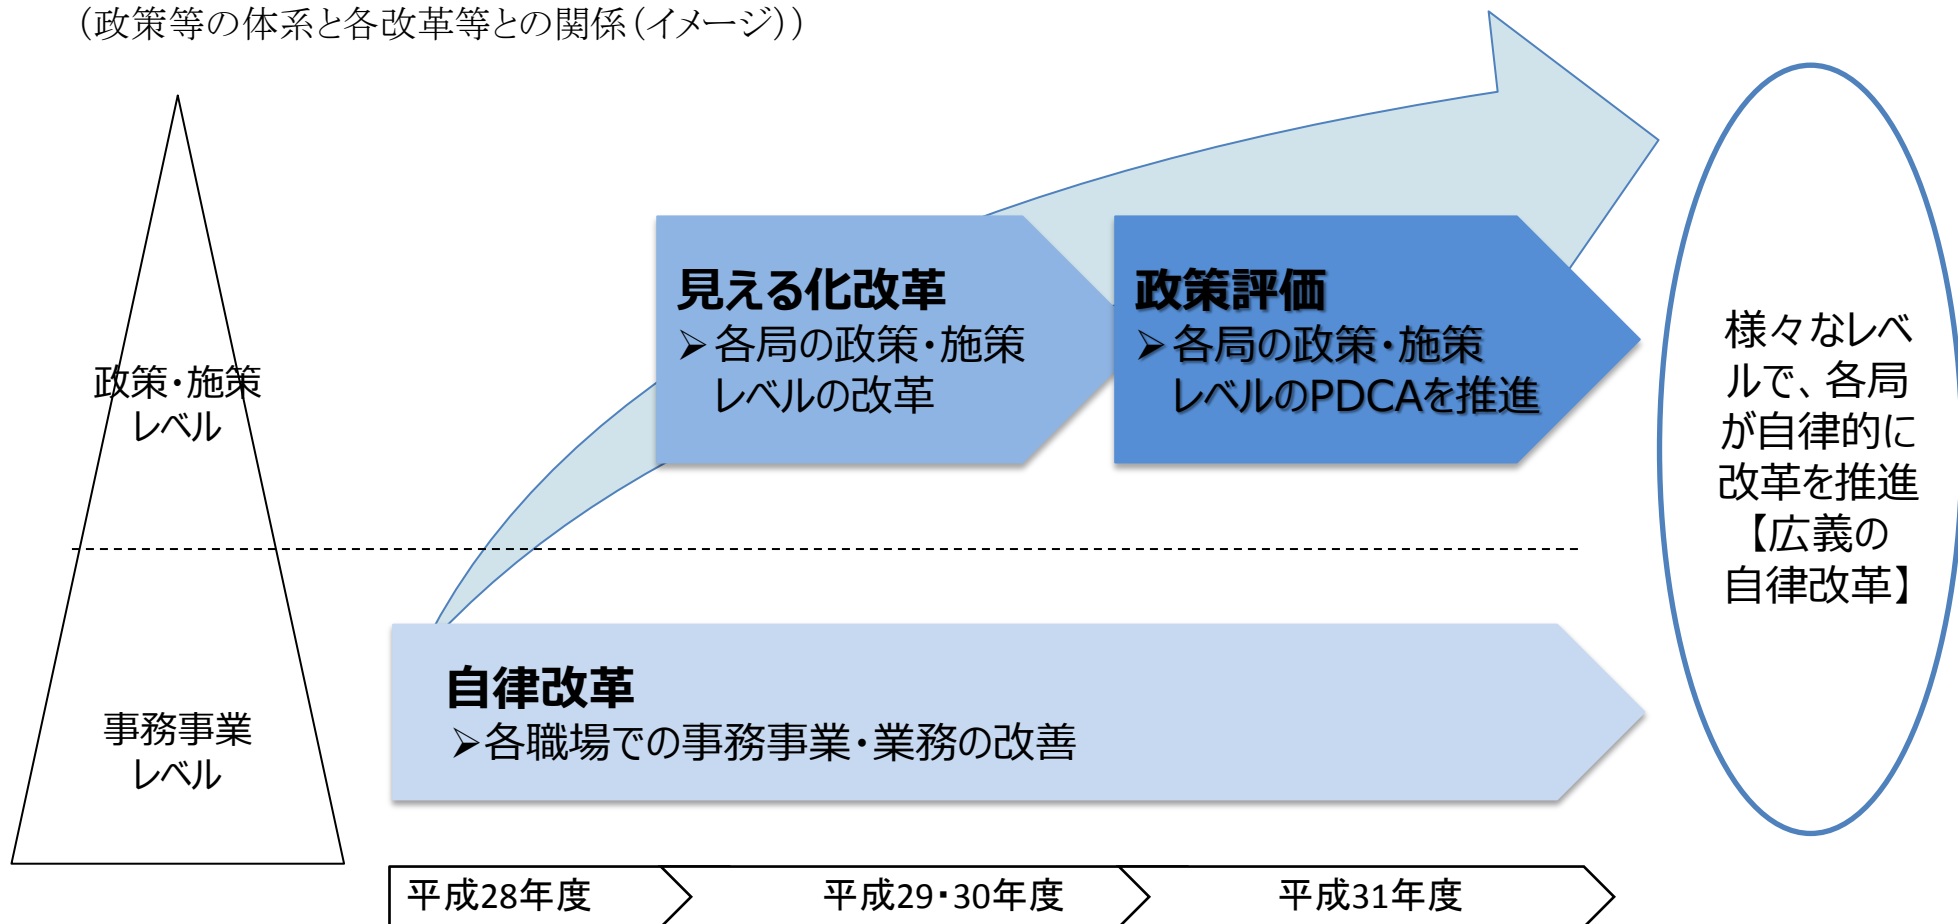 （政策等の体系と各改革等との関係（イメージ））
政策・施策
レベル
事務事業
レベル
見える化改革
➢各局の政策・施策
レベルの改革
政策評価
➢各局の政策・施策
レベルのPDCAを推進
自律改革
➢各職場での事務事業・業務の改善
様々なレベ
ルで、各局
が自律的に
改革を推進
【広義の
自律改革】
平成28年度
平成29・30年度
平成31年度